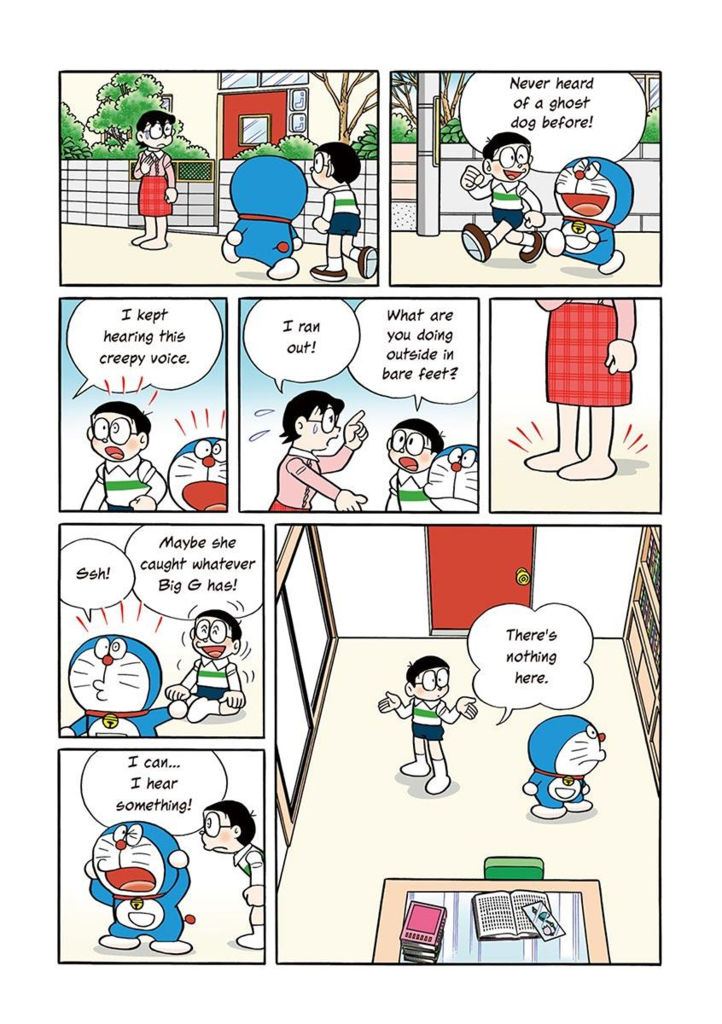 Never heard
of a ghost
dog before!
What are
you doing
outside in
bare feet?
I ran
out!
I kept
hearing this
creepy voice.
There's
nothing
here.
Maybe she
caught whatever
Big G has!
Ssh!
I can...
I hear
something!